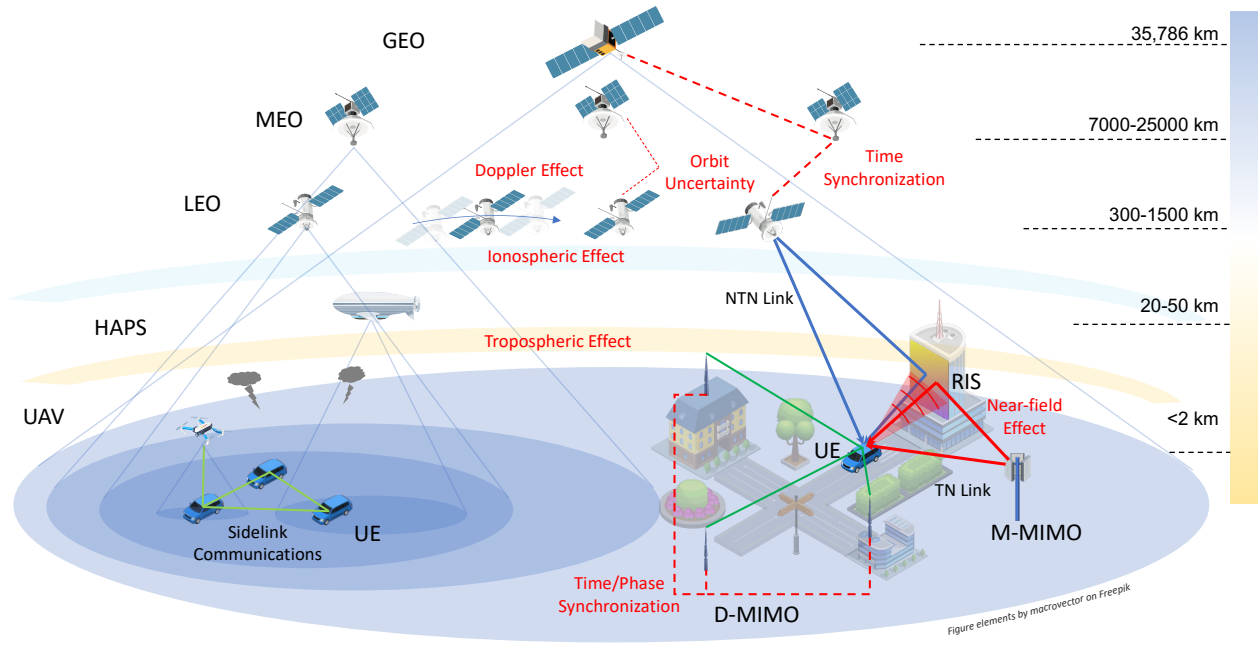 GEO
35,786 km
MEO
7000-25000 km
Doppler Effect
Orbit
Uncertainty
Time
Synchronization
LEO
300-1500 km
Ionospheric Effect
NTN Link
20-50 km
HAPS
Tropospheric Effect
RIS
Near-field
Effect
UAV
<2 km
UE
TN Link
Sidelink
Communications
UE
M-MIMO
Time/Phase
Synchronization
D-MIMO
Figure elements by macrovector on Freepik